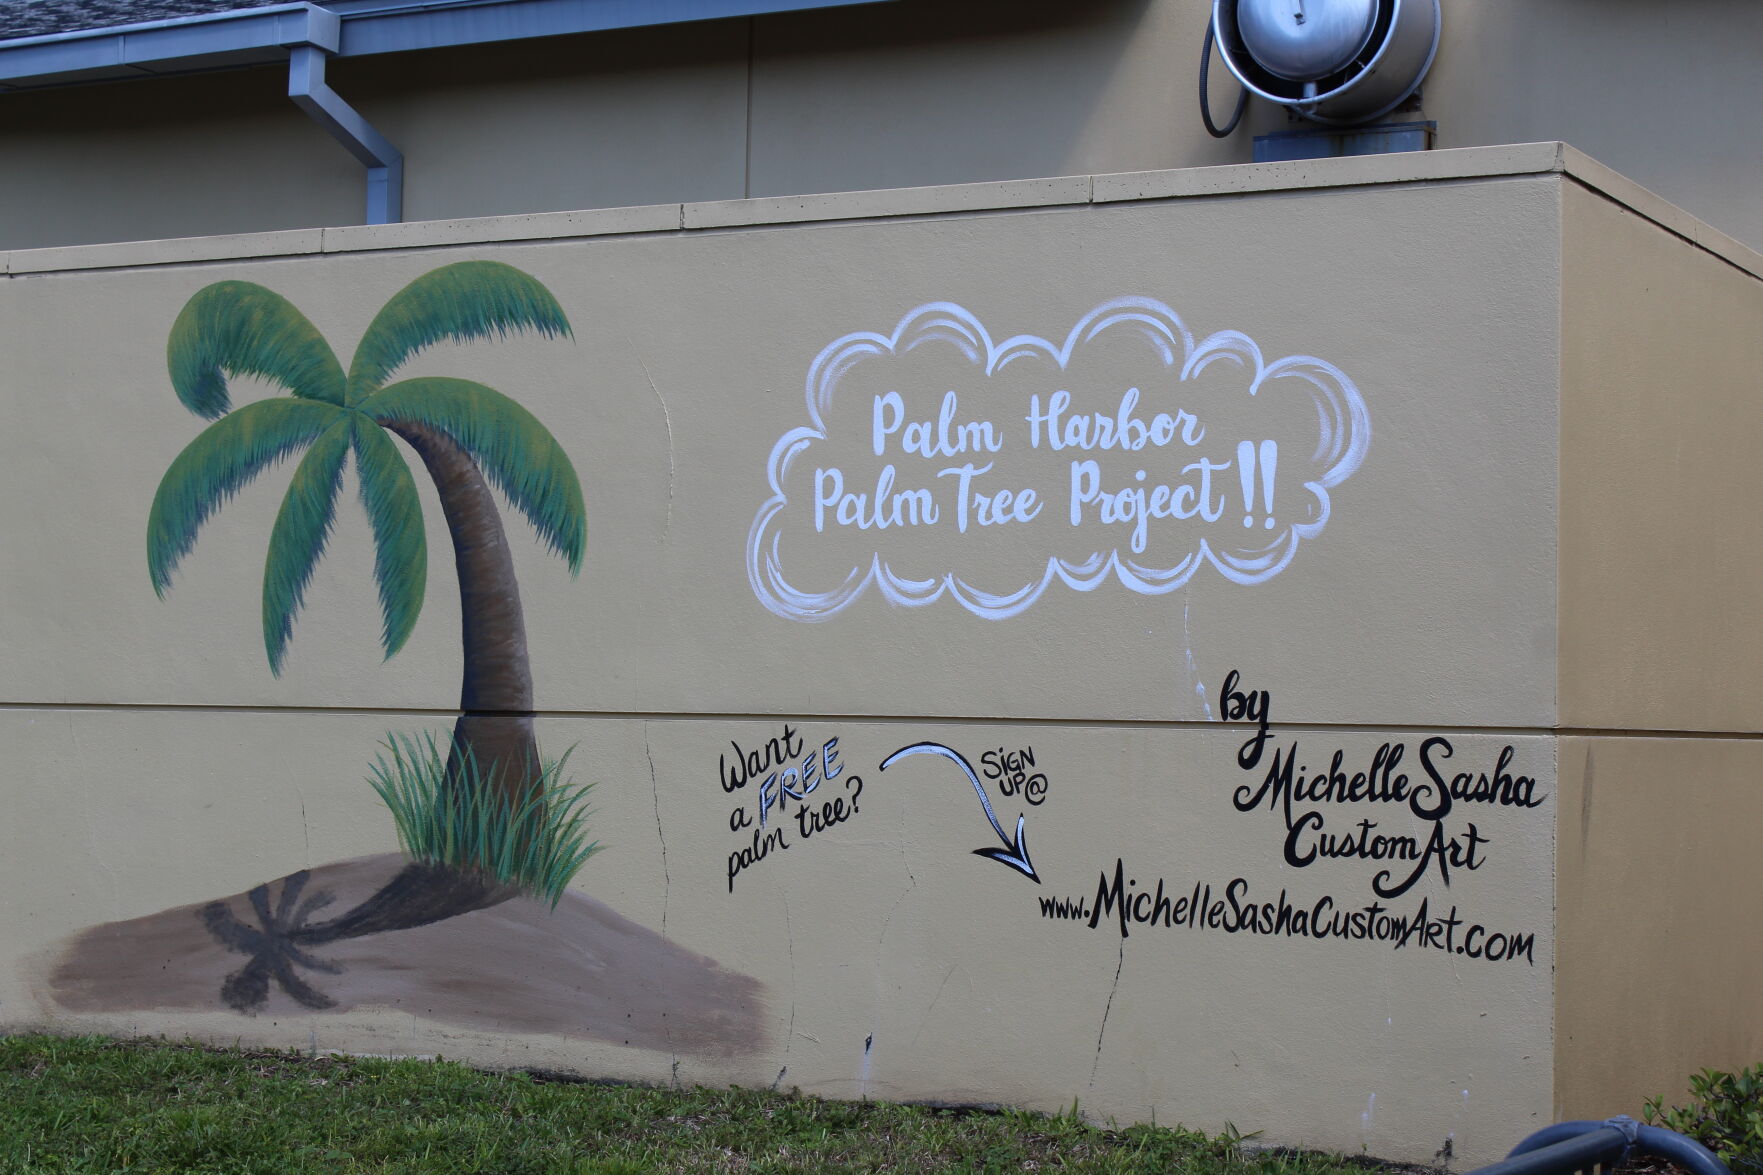 Palm Harbor
Palm Tree Project!!
Want
a FREE
palm tree?
SiGN
UP@
by
Michelle Sasha
Custom Art
www.MichelleSashaCustomArt.com